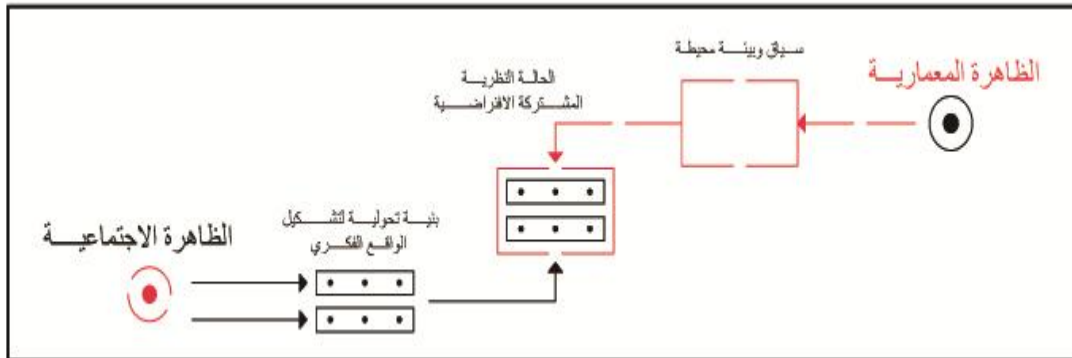 سياق وبيئة محيطة
الظاهرة المعمارية
الحالة النظرية
المشتركة الافتراضية
بنية تحولية لتشكيل
الواقع الفكري
الظاهرة الاجتماعية